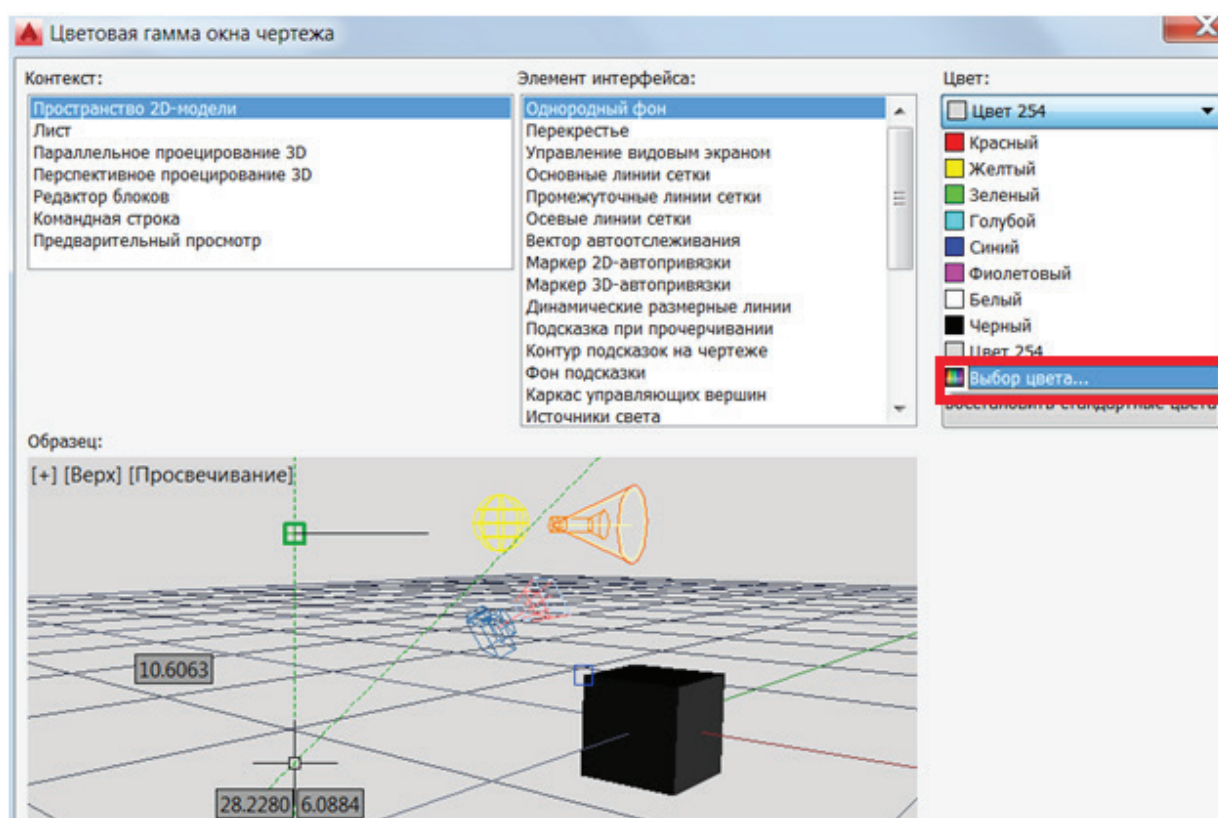 Цветовая гамма окна чертежа
Контекст:
Пространство 2D-модели
Лист
Параллельное проецирование 3D
Перспективное проецирование 3D
Редактор блоков
Командная строка
Предварительный просмотр
Элемент интерфейса:
Однородный фон
Перекрестье
Управление видовым экраном
Основные линии сетки
Промежуточные линии сетки
Осевые линии сетки
Вектор автоотслеживания
Маркер 2D-автопривязки
Маркер 3D-автопривязки
Динамические размерные линии
Подсказка при прочерчивании
Контур подсказок на чертеже
Фон подсказки
Каркас управляющих вершин
Источники света
Цвет:
Цвет 254
Красный
Желтый
Зеленый
Голубой
Синий
Фиолетовый
Белый
Черный
Цвет 254
Выбор цвета...
Восстановить стандартные цвета
Образец:
[+] [Верх] [Просвечивание]
10.6063
28.2280 6.0884